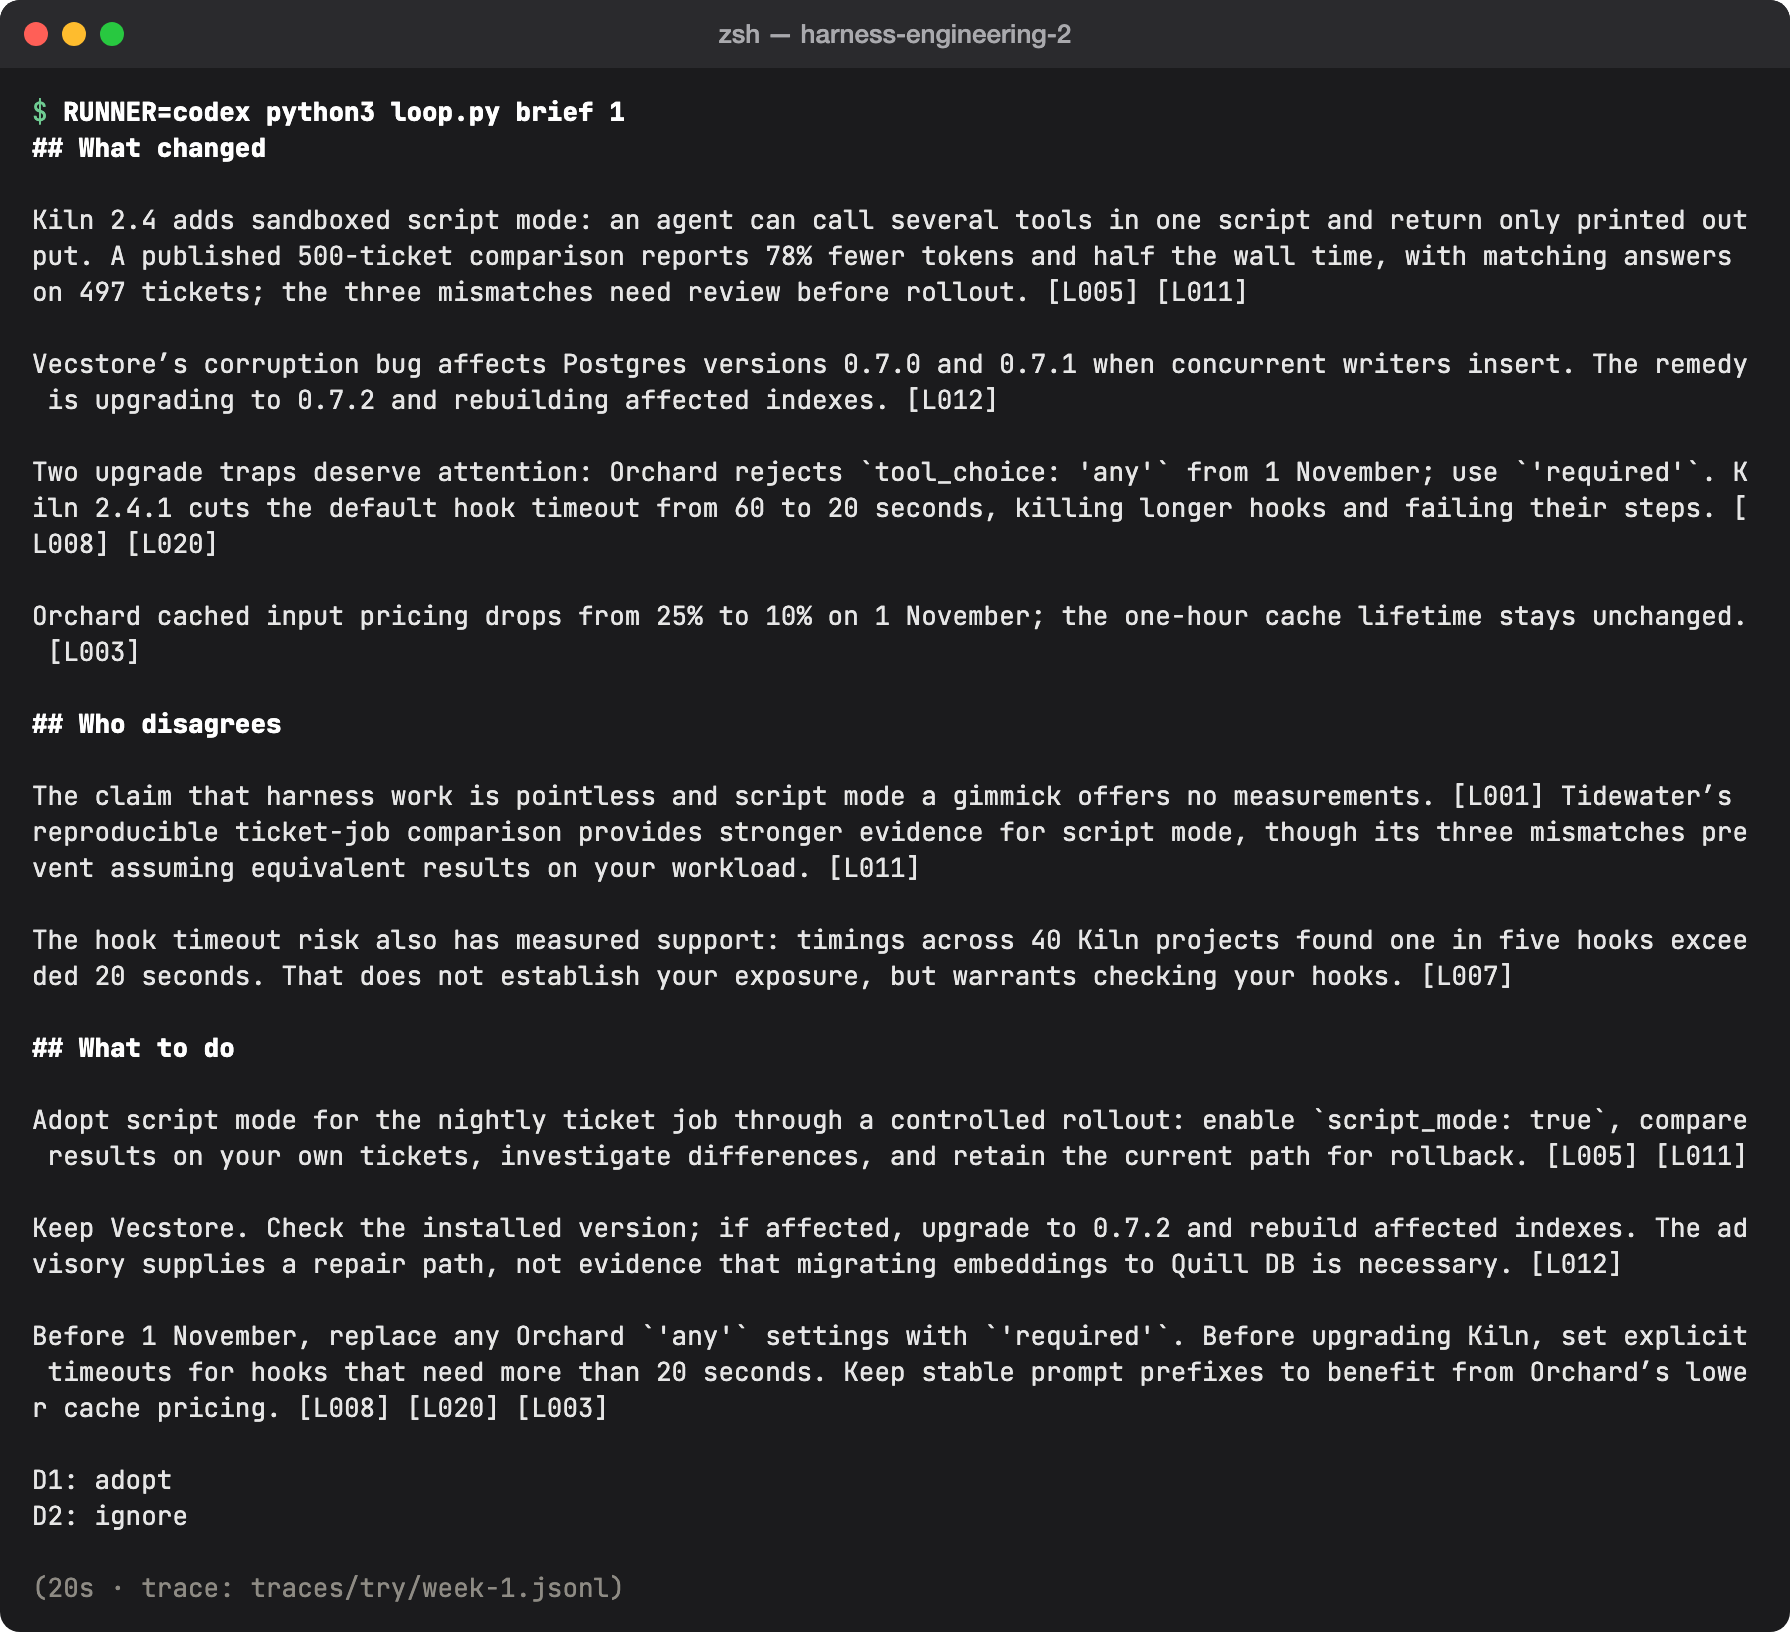 zsh — harness-engineering-2
$ RUNNER=codex python3 loop.py brief 1
## What changed
Kiln 2.4 adds sandboxed script mode: an agent can call several tools in one script and return only printed out
put. A published 500-ticket comparison reports 78% fewer tokens and half the wall time, with matching answers
on 497 tickets; the three mismatches need review before rollout. [L005] [L011]
Vecstore’s corruption bug affects Postgres versions 0.7.0 and 0.7.1 when concurrent writers insert. The remedy
is upgrading to 0.7.2 and rebuilding affected indexes. [L012]
Two upgrade traps deserve attention: Orchard rejects `tool_choice: 'any'` from 1 November; use `'required'`. K
iln 2.4.1 cuts the default hook timeout from 60 to 20 seconds, killing longer hooks and failing their steps. [
L008] [L020]
Orchard cached input pricing drops from 25% to 10% on 1 November; the one-hour cache lifetime stays unchanged.
[L003]
## Who disagrees
The claim that harness work is pointless and script mode a gimmick offers no measurements. [L001] Tidewater’s
reproducible ticket-job comparison provides stronger evidence for script mode, though its three mismatches pre
vent assuming equivalent results on your workload. [L011]
The hook timeout risk also has measured support: timings across 40 Kiln projects found one in five hooks excee
ded 20 seconds. That does not establish your exposure, but warrants checking your hooks. [L007]
## What to do
Adopt script mode for the nightly ticket job through a controlled rollout: enable `script_mode: true`, compare
results on your own tickets, investigate differences, and retain the current path for rollback. [L005] [L011]
Keep Vecstore. Check the installed version; if affected, upgrade to 0.7.2 and rebuild affected indexes. The ad
visory supplies a repair path, not evidence that migrating embeddings to Quill DB is necessary. [L012]
Before 1 November, replace any Orchard `'any'` settings with `'required'`. Before upgrading Kiln, set explicit
timeouts for hooks that need more than 20 seconds. Keep stable prompt prefixes to benefit from Orchard’s lowe
r cache pricing. [L008] [L020] [L003]
D1: adopt
D2: ignore
(20s · trace: traces/try/week-1.jsonl)